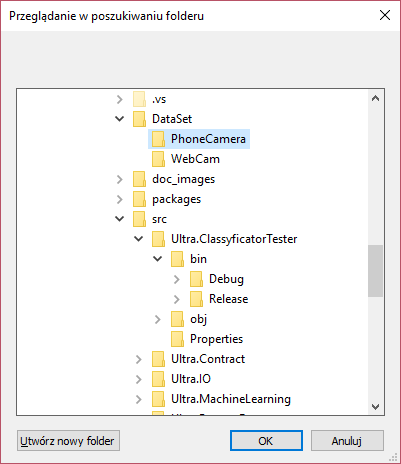 Przeglądanie w poszukiwaniu folderu
.vs
DataSet
PhoneCamera
WebCam
doc_images
packages
src
Ultra.ClassyficatorTester
bin
Debug
Release
obj
Properties
Ultra.Contract
Ultra.IO
Ultra.MachineLearning
Utwórz nowy folder
OK
Anuluj